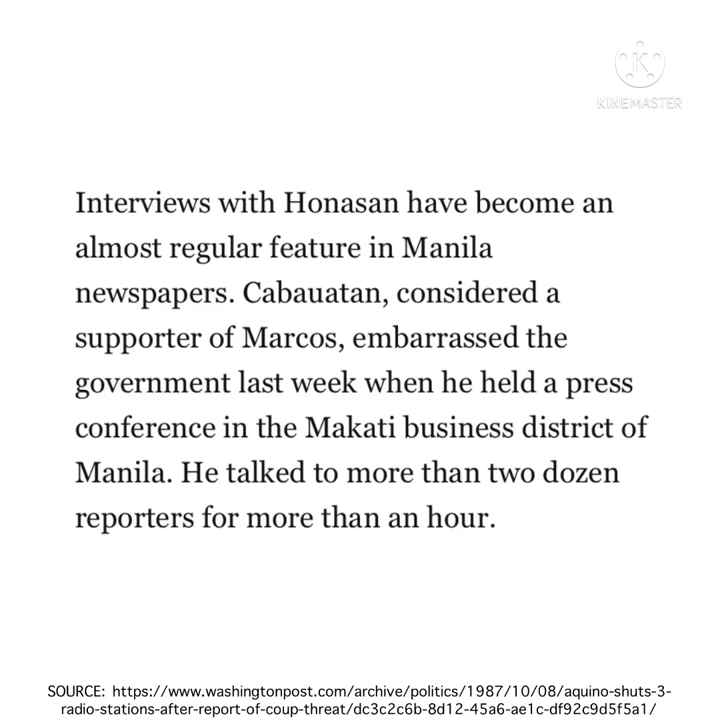 KINEMASTER
Interviews with Honasan have become an
almost regular feature in Manila
newspapers. Cabauatan, considered a
supporter of Marcos, embarrassed the
government last week when he held a press
conference in the Makati business district of
Manila. He talked to more than two dozen
reporters for more than an hour.
SOURCE: https://www.washingtonpost.com/archive/politics/1987/10/08/aquino-shuts-3-
radio-stations-after-report-of-coup-threat/dc3c2c6b-8d12-45a6-ae1c-df92c9d5f5a1/